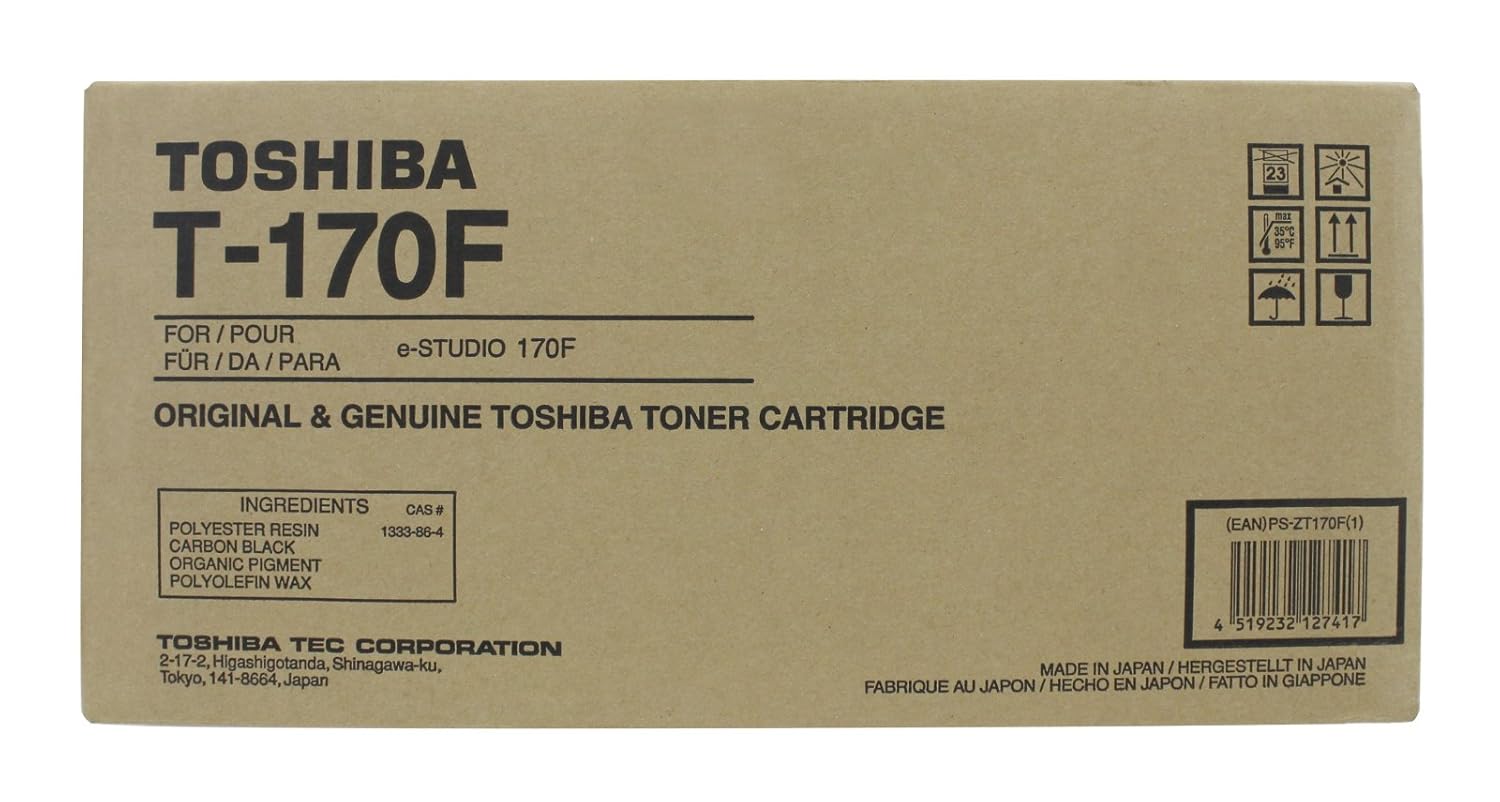 TOSHIBA
T-170F
23
max
35°C
95°F
FOR / POUR
FÜR / DA / PARA
e-STUDIO 170F
ORIGINAL & GENUINE TOSHIBA TONER CARTRIDGE
INGREDIENTS CAS #
POLYESTER RESIN 1333-86-4
CARBON BLACK
ORGANIC PIGMENT
POLYOLEFIN WAX
(EAN)PS-ZT170F(1)
4 519232 127417
TOSHIBA TEC CORPORATION
2-17-2, Higashigotanda, Shinagawa-ku,
Tokyo, 141-8664, Japan
MADE IN JAPAN / HERGESTELLT IN JAPAN
FABRIQUE AU JAPON / HECHO EN JAPON / FATTO IN GIAPPONE